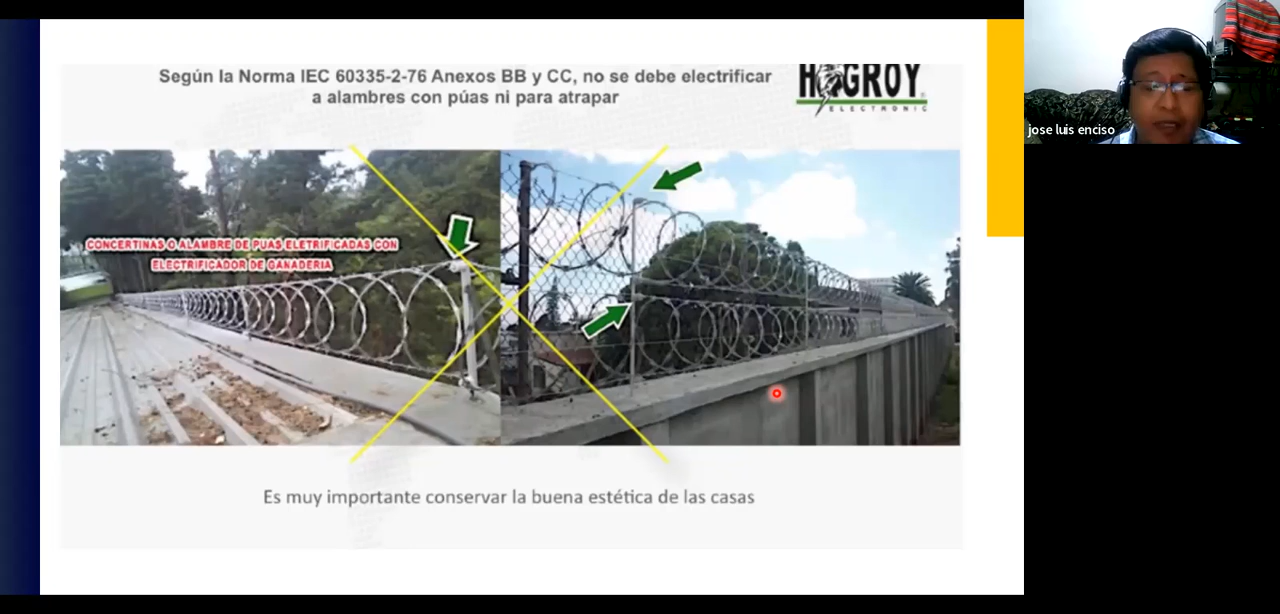 Según la Norma IEC 60335-2-76 Anexos BB y CC, no se debe electrificar
a alambres con púas ni para atrapar
HAGROY
ELECTRONIC
jose luis enciso
CONCERTINAS O ALAMBRE DE PUAS ELETRIFICADAS CON
ELECTRIFICADOR DE GANADERIA
Es muy importante conservar la buena estética de las casas